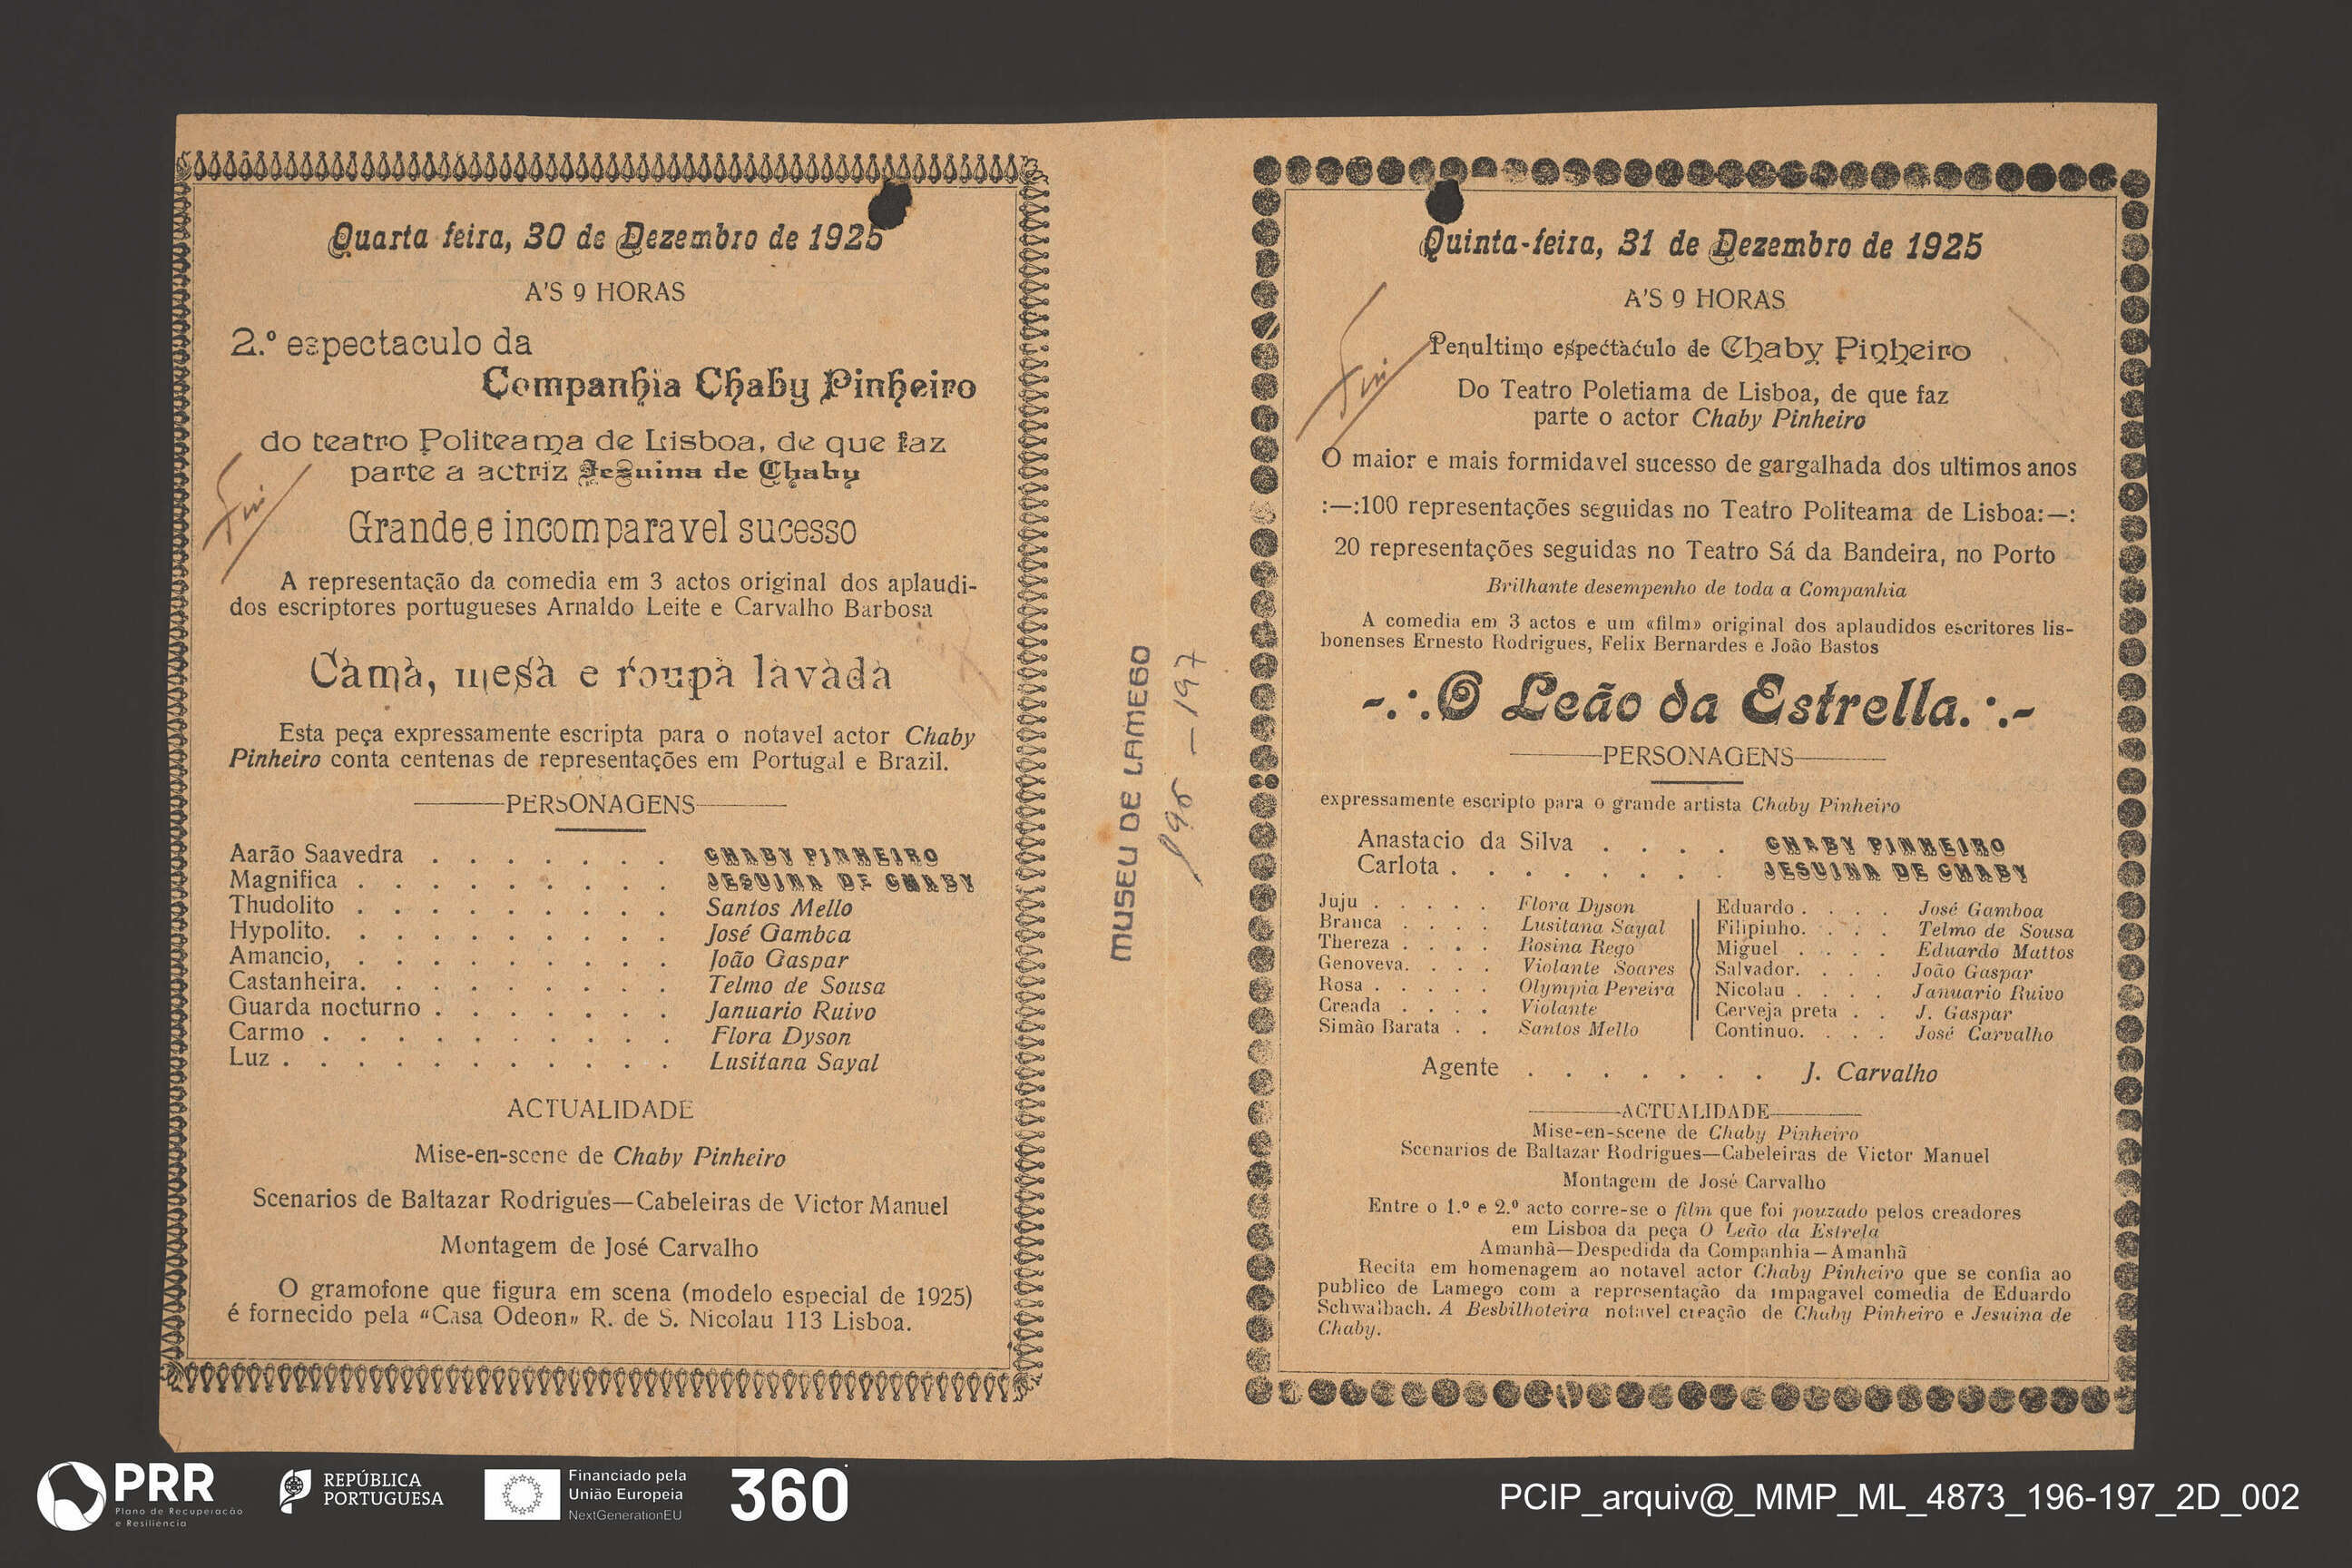 Quarta feira, 30 de Dezembro de 1925
A'S 9 HORAS
2.º espectaculo da
Companhia Chaby Pinheiro
do teatro Politeama de Lisboa, de que faz
parte a actriz Jesuina de Chaby
Grande e incomparavel sucesso
A representação da comedia em 3 actos original dos aplaudi-
dos escriptores portugueses Arnaldo Leite e Carvalho Barbosa
Cama, mesa e roupa lavada
Esta peça expressamente escripta para o notavel actor Chaby
Pinheiro conta centenas de representações em Portugal e Brazil.
PERSONAGENS
Aarão Saavedra . . . . . . . CHABY PINHEIRO
Magnifica . . . . . . . . . JESUINA DE CHABY
Thudolito . . . . . . . . . Santos Mello
Hypolito. . . . . . . . . . José Gamboa
Amancio, . . . . . . . . . João Gaspar
Castanheira. . . . . . . . . Telmo de Sousa
Guarda nocturno . . . . . . . Januario Ruivo
Carmo . . . . . . . . . . Flora Dyson
Luz . . . . . . . . . . . Lusitana Sayal
ACTUALIDADE
Mise-en-scene de Chaby Pinheiro
Scenarios de Baltazar Rodrigues—Cabeleiras de Victor Manuel
Montagem de José Carvalho
O gramofone que figura em scena (modelo especial de 1925)
é fornecido pela “Casa Odeon„ R. de S. Nicolau 113 Lisboa.
MUSEU DE LAMEGO
196 — 197
Quinta-feira, 31 de Dezembro de 1925
A'S 9 HORAS
Penultimo espectàculo de Chaby Pinheiro
Do Teatro Poletiama de Lisboa, de que faz
parte o actor Chaby Pinheiro
O maior e mais formidavel sucesso de gargalhada dos ultimos anos
:—:100 representações seguidas no Teatro Politeama de Lisboa:—:
20 representações seguidas no Teatro Sá da Bandeira, no Porto
Brilhante desempenho de toda a Companhia
A comedia em 3 actos e um «film» original dos aplaudidos escritores lis-
bonenses Ernesto Rodrigues, Felix Bernardes e João Bastos
-.·.O Leão da Estrella.·.-
PERSONAGENS
expressamente escripto para o grande artista Chaby Pinheiro
Anastacio da Silva . . . . CHABY PINHEIRO
Carlota . . . . . . . . JESUINA DE CHABY
Juju . . . . . Flora Dyson Eduardo . . . . José Gamboa
Branca . . . . Lusitana Sayal Filipinho. . . . Telmo de Sousa
Thereza . . . . Rosina Rego Miguel . . . . Eduardo Mattos
Genoveva. . . . Violante Soares Salvador. . . . João Gaspar
Rosa . . . . . Olympia Pereira Nicolau . . . . Januario Ruivo
Creada . . . . Violante Cerveja preta . . J. Gaspar
Simão Barata . . Santos Mello Continuo. . . . José Carvalho
Agente . . . . . . . J. Carvalho
ACTUALIDADE
Mise-en-scene de Chaby Pinheiro
Scenarios de Baltazar Rodrigues—Cabeleiras de Victor Manuel
Montagem de José Carvalho
Entre o 1.º e 2.º acto corre-se o film que foi pouzado pelos creadores
em Lisboa da peça O Leão da Estrela
Amanhã—Despedida da Companhia—Amanhã
Recita em homenagem ao notavel actor Chaby Pinheiro que se confia ao
publico de Lamego com a representação da impagavel comedia de Eduardo
Schwalbach. A Besbilhoteira notavel creação de Chaby Pinheiro e Jesuina de
Chaby.
PRR
Plano de Recuperação
e Resiliência
REPÚBLICA
PORTUGUESA
Financiado pela
União Europeia
NextGenerationEU
360
PCIP_arquiv@_MMP_ML_4873_196-197_2D_002